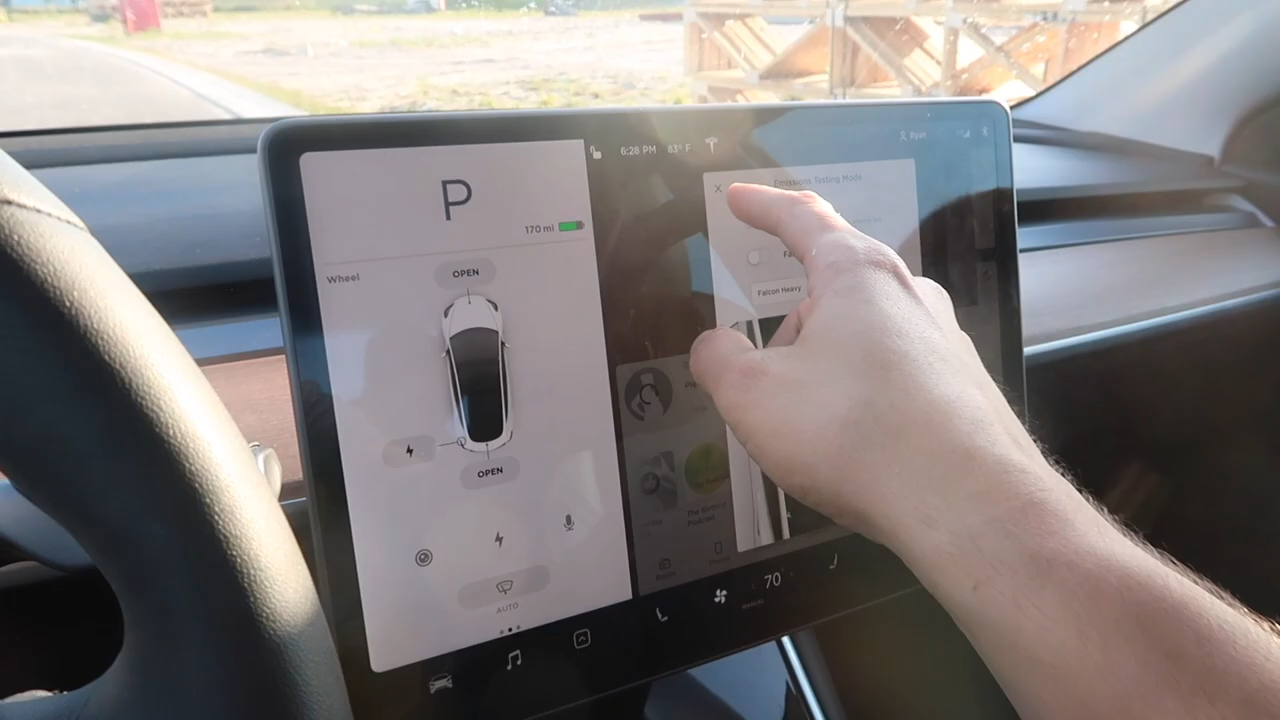 P
170 mi
Wheel
OPEN
OPEN
AUTO
6:28 PM 83° F
Ryan
Emissions Testing Mode
Falcon Heavy
The Birthday
Podcast
70
MANUAL